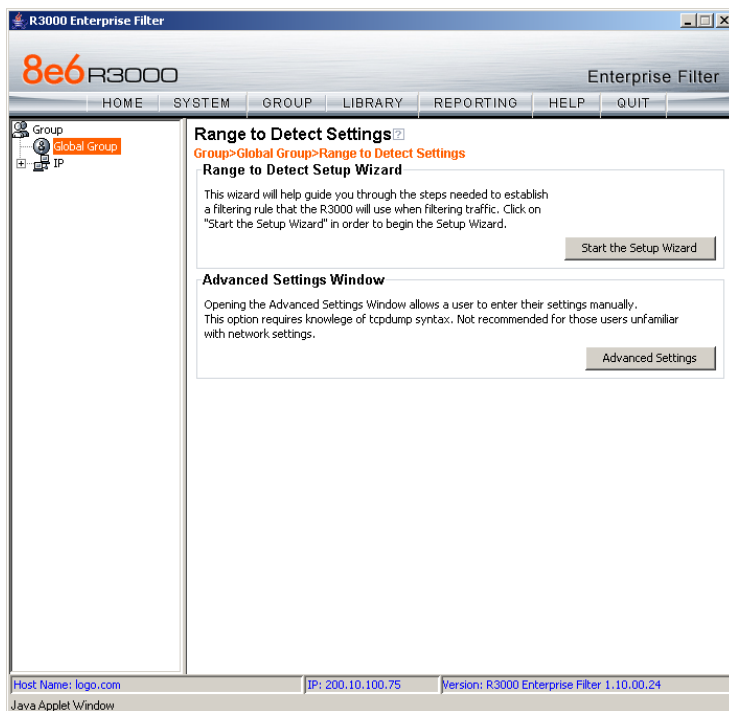 R3000 Enterprise Filter
8e6 R3000
Enterprise Filter
HOME SYSTEM GROUP LIBRARY REPORTING HELP QUIT
Group
Global Group
IP
Range to Detect Settings?
Group>Global Group>Range to Detect Settings
Range to Detect Setup Wizard
This wizard will help guide you through the steps needed to establish
a filtering rule that the R3000 will use when filtering traffic. Click on
"Start the Setup Wizard" in order to begin the Setup Wizard.
Start the Setup Wizard
Advanced Settings Window
Opening the Advanced Settings Window allows a user to enter their settings manually.
This option requires knowlege of tcpdump syntax. Not recommended for those users unfamiliar
with network settings.
Advanced Settings
Host Name: logo.com
IP: 200.10.100.75
Version: R3000 Enterprise Filter 1.10.00.24
Java Applet Window